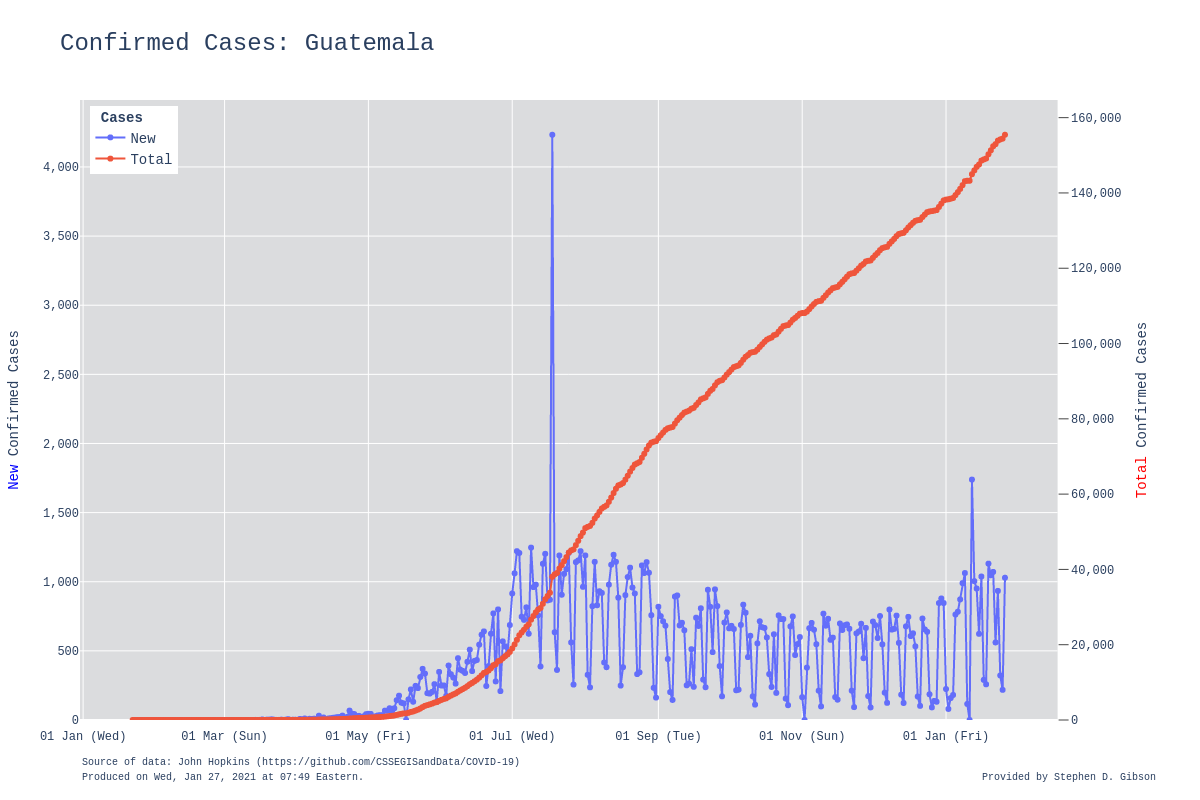 Confirmed Cases: Guatemala
Cases
New
Total
4,000
3,500
3,000
2,500
2,000
1,500
1,000
500
0
160,000
140,000
120,000
100,000
80,000
60,000
40,000
20,000
0
New Confirmed Cases
Total Confirmed Cases
01 Jan (Wed) 01 Mar (Sun) 01 May (Fri) 01 Jul (Wed) 01 Sep (Tue) 01 Nov (Sun) 01 Jan (Fri)
Source of data: John Hopkins (https://github.com/CSSEGISandData/COVID-19)
Produced on Wed, Jan 27, 2021 at 07:49 Eastern.
Provided by Stephen D. Gibson